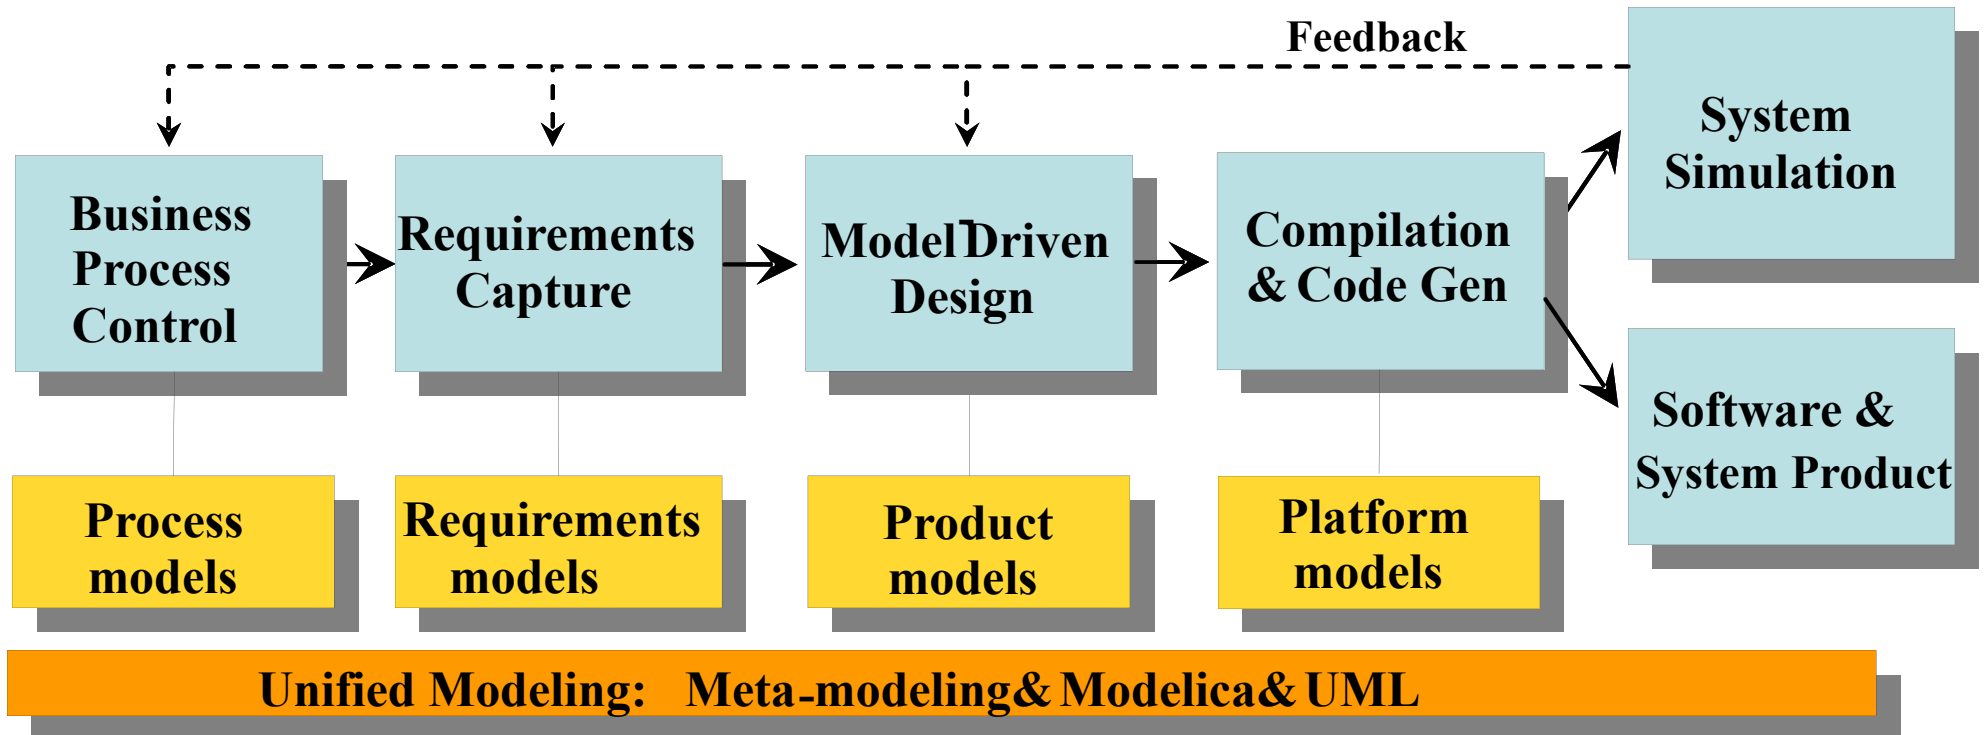 Feedback
Business
Process
Control
Requirements
Capture
Model-Driven
Design
Compilation
& Code Gen
System
Simulation
Software &
System Product
Process
models
Requirements
models
Product
models
Platform
models
Unified Modeling: Meta-modeling& Modelica& UML